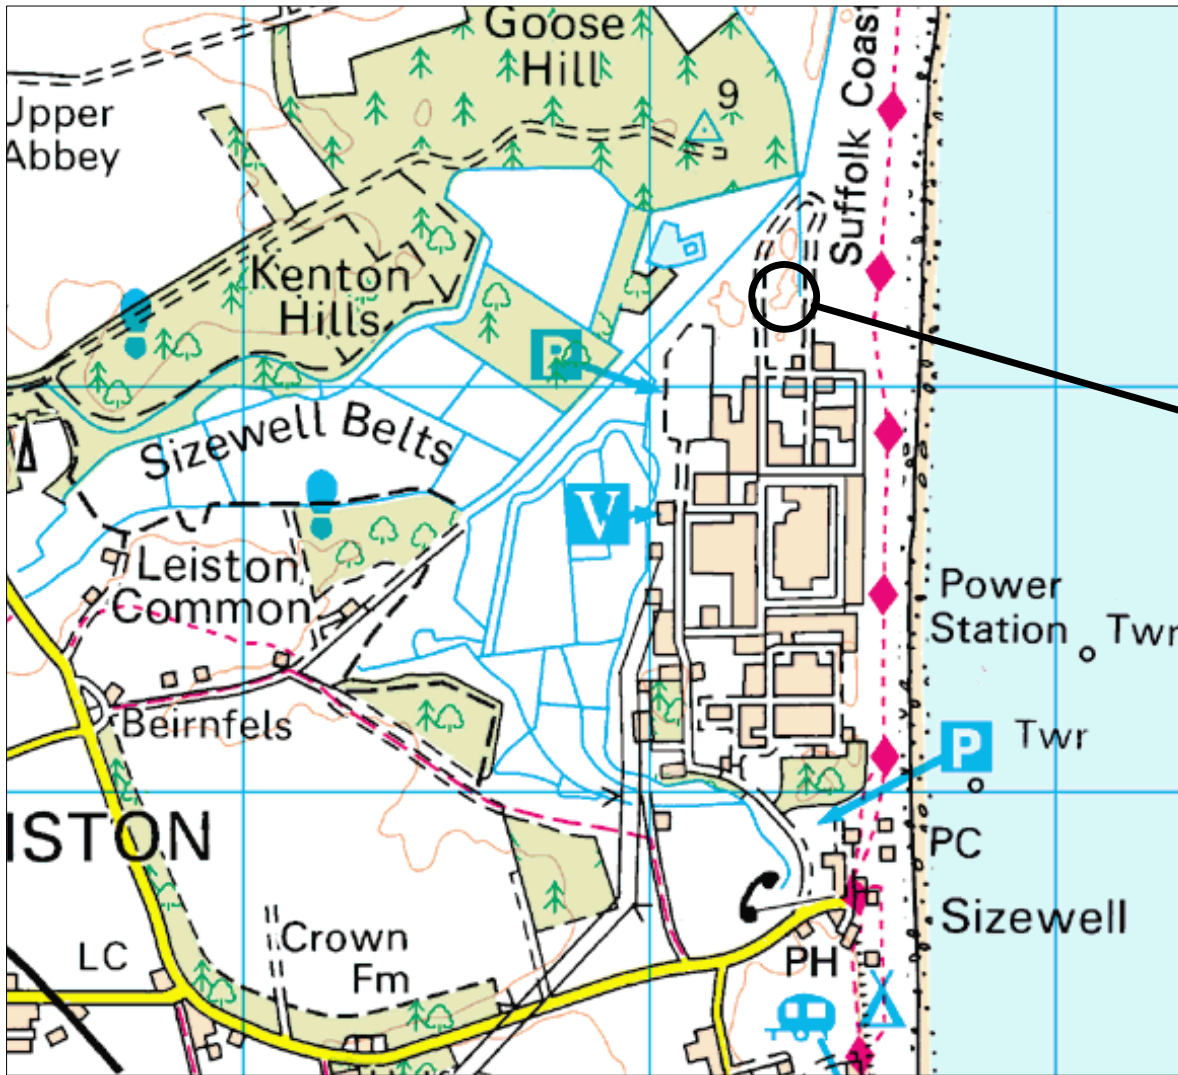 Goose
Hill
9
Suffolk Coast
Upper
Abbey
Kenton
Hills
P
Sizewell Belts
V
Leiston
Common
Power
Station
Twr
Beirnfels
P
Twr
ISTON
PC
Sizewell
LC
Crown
Fm
PH